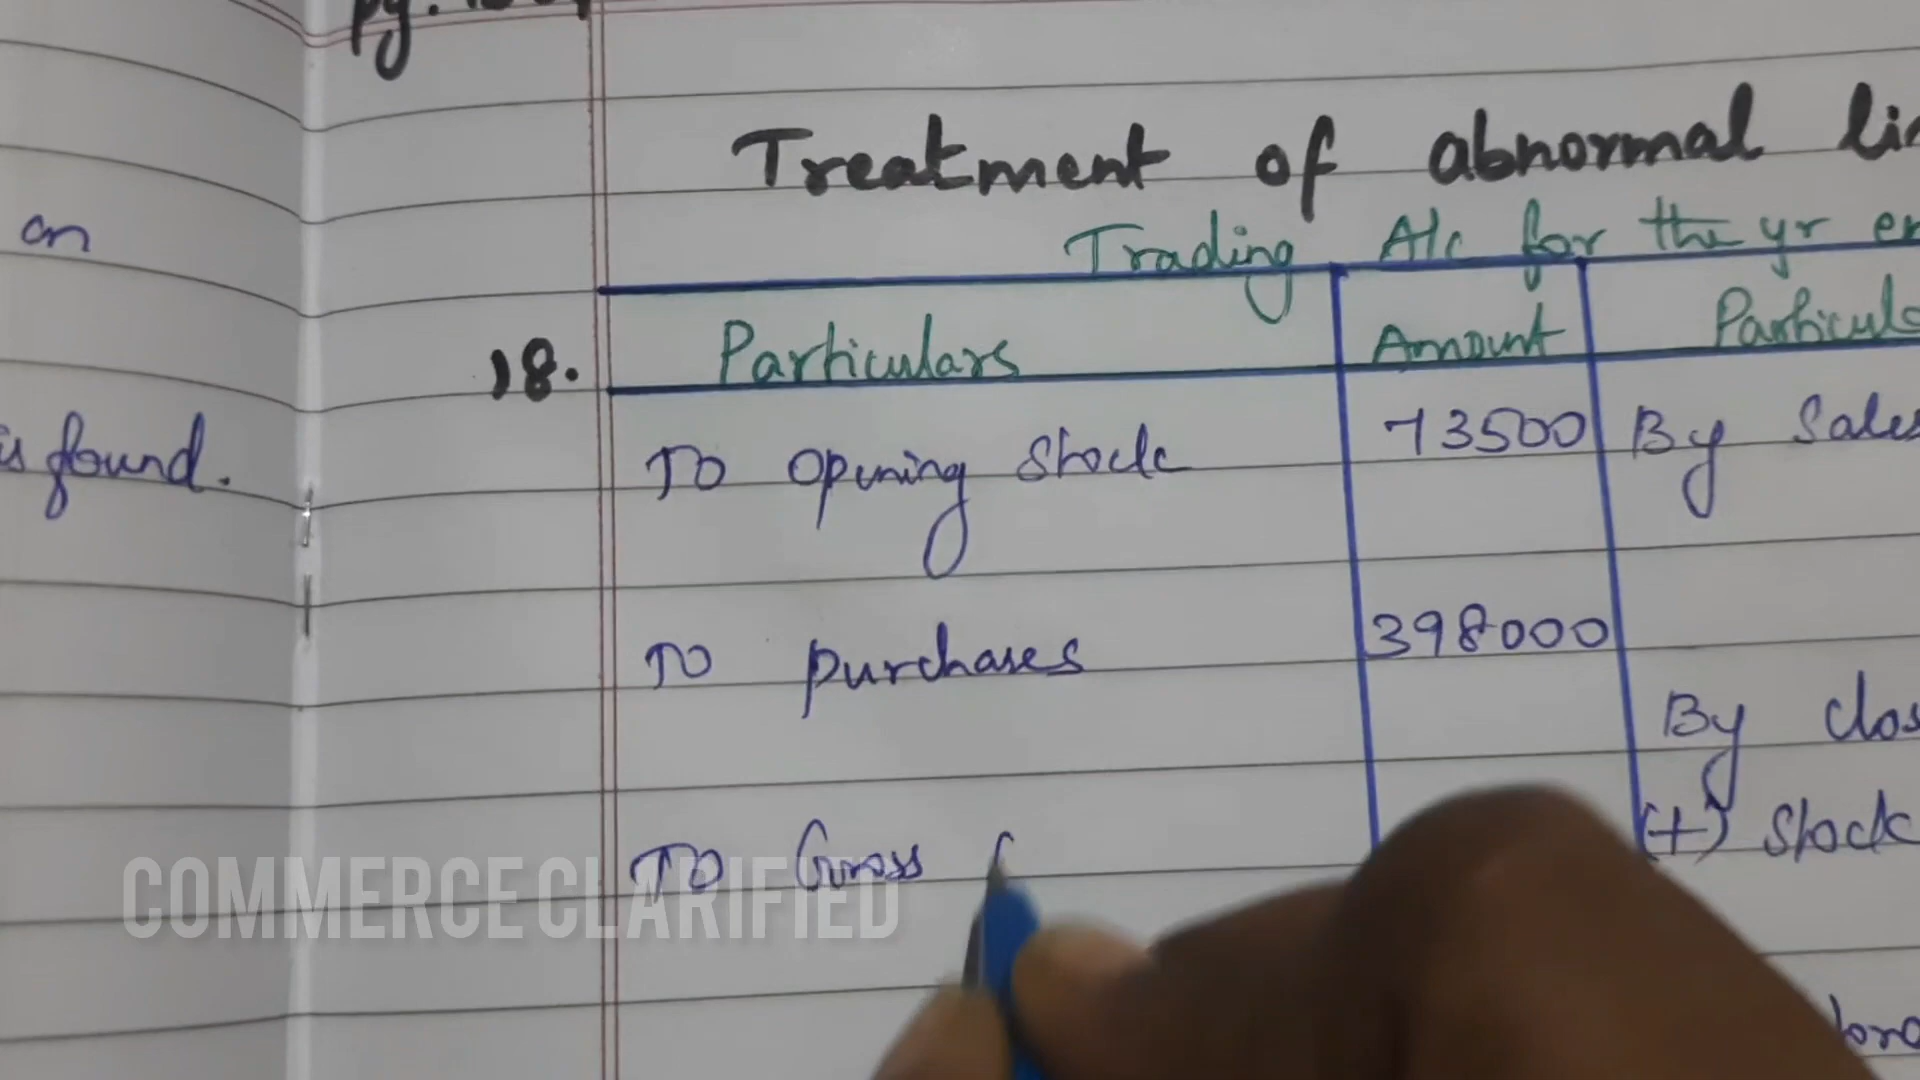 Treatment of abnormal
Trading A/c for the yr
18.
Particulars Amount
To Opening Stock 73500 By Sales
To purchases 398000
By
(+) Stock
To Gross
on
is found.
COMMERCE CLARIFIED